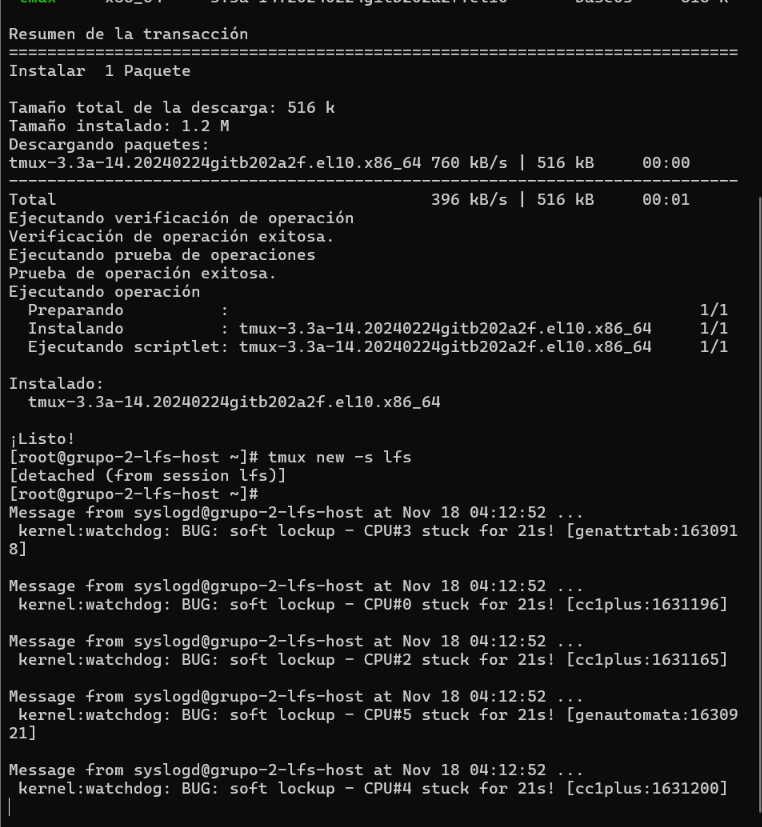 tmux x86_64 3.3a-14.20240224gitb202a2f.el10 baseos 516 k
Resumen de la transacción
================================================================================
Instalar  1 Paquete
Tamaño total de la descarga: 516 k
Tamaño instalado: 1.2 M
Descargando paquetes:
tmux-3.3a-14.20240224gitb202a2f.el10.x86_64 760 kB/s | 516 kB     00:00
--------------------------------------------------------------------------------
Total                                       396 kB/s | 516 kB     00:01
Ejecutando verificación de operación
Verificación de operación exitosa.
Ejecutando prueba de operaciones
Prueba de operación exitosa.
Ejecutando operación
  Preparando          :                                                 1/1
  Instalando          : tmux-3.3a-14.20240224gitb202a2f.el10.x86_64     1/1
  Ejecutando scriptlet: tmux-3.3a-14.20240224gitb202a2f.el10.x86_64     1/1
Instalado:
  tmux-3.3a-14.20240224gitb202a2f.el10.x86_64
¡Listo!
[root@grupo-2-lfs-host ~]# tmux new -s lfs
[detached (from session lfs)]
[root@grupo-2-lfs-host ~]#
Message from syslogd@grupo-2-lfs-host at Nov 18 04:12:52 ...
 kernel:watchdog: BUG: soft lockup - CPU#3 stuck for 21s! [genattrtab:163091
8]
Message from syslogd@grupo-2-lfs-host at Nov 18 04:12:52 ...
 kernel:watchdog: BUG: soft lockup - CPU#0 stuck for 21s! [cc1plus:1631196]
Message from syslogd@grupo-2-lfs-host at Nov 18 04:12:52 ...
 kernel:watchdog: BUG: soft lockup - CPU#2 stuck for 21s! [cc1plus:1631165]
Message from syslogd@grupo-2-lfs-host at Nov 18 04:12:52 ...
 kernel:watchdog: BUG: soft lockup - CPU#5 stuck for 21s! [genautomata:16309
21]
Message from syslogd@grupo-2-lfs-host at Nov 18 04:12:52 ...
 kernel:watchdog: BUG: soft lockup - CPU#4 stuck for 21s! [cc1plus:1631200]